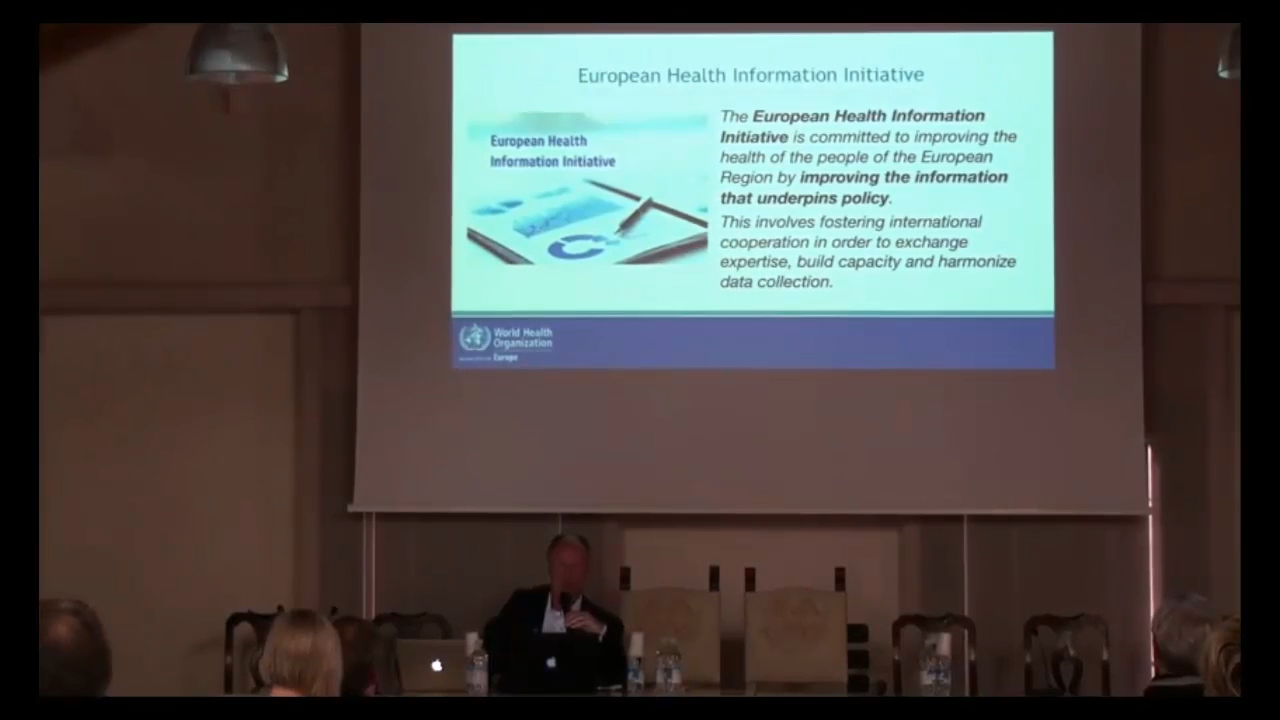 European Health Information Initiative
European Health
Information Initiative
The European Health Information
Initiative is committed to improving the
health of the people of the European
Region by improving the information
that underpins policy.
This involves fostering international
cooperation in order to exchange
expertise, build capacity and harmonize
data collection.
World Health
Organization
Europe